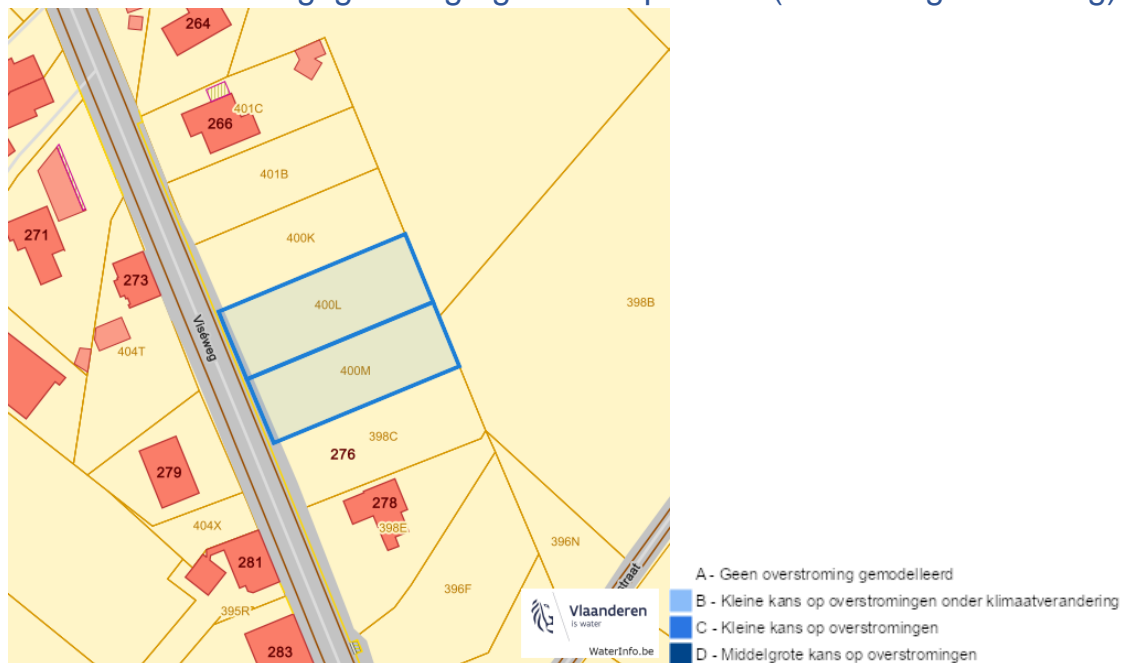 264
401C
266
401B
271
400K
273
400L
398B
Viséweg
404T
400M
398C
276
279
278
398E
404X
396N
281
396F
straat
395R
283
Vlaanderen
is water
WaterInfo.be
A - Geen overstroming gemodelleerd
B - Kleine kans op overstromingen onder klimaatverandering
C - Kleine kans op overstromingen
D - Middelgrote kans op overstromingen